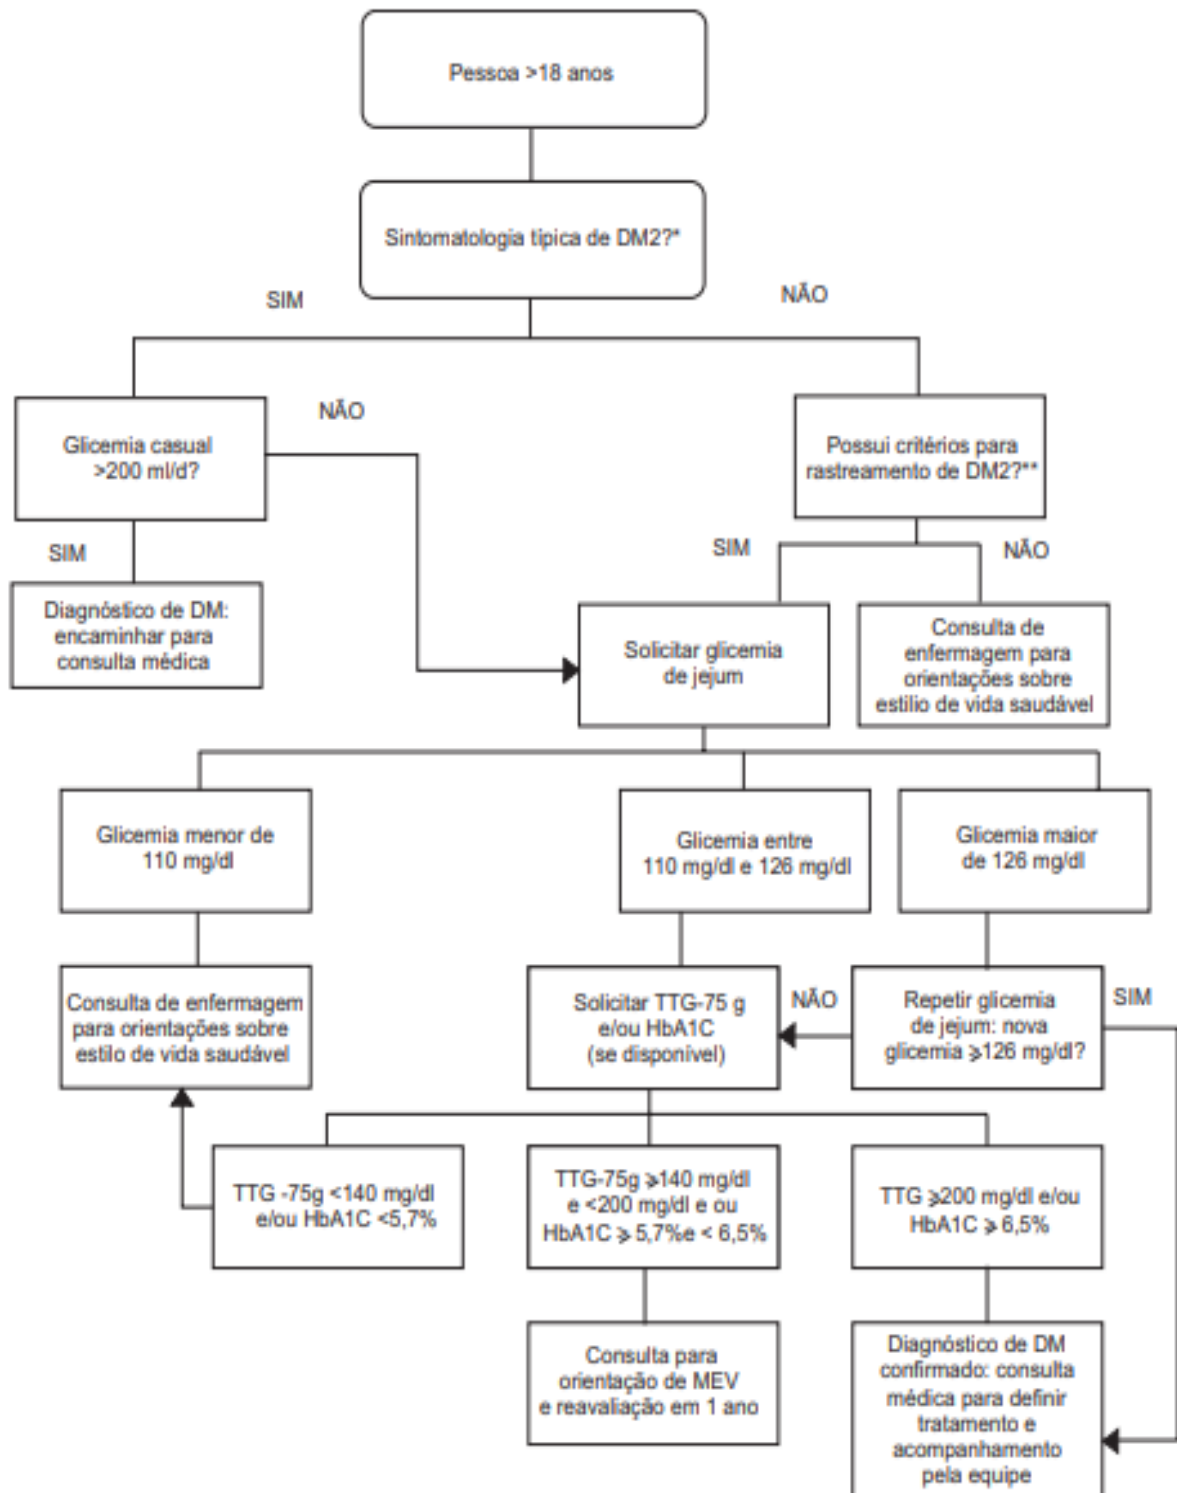 Pessoa >18 anos
Sintomatologia típica de DM2?*
SIM
NÃO
Glicemia casual
>200 ml/d?
NÃO
Possui critérios para
rastreamento de DM2?**
SIM
Diagnóstico de DM:
encaminhar para
consulta médica
SIM
NÃO
Solicitar glicemia
de jejum
Consulta de
enfermagem para
orientações sobre
estilio de vida saudável
Glicemia menor de
110 mg/dl
Glicemia entre
110 mg/dl e 126 mg/dl
Glicemia maior
de 126 mg/dl
Consulta de enfermagem
para orientações sobre
estilo de vida saudável
Solicitar TTG-75 g
e/ou HbA1C
(se disponível)
NÃO
Repetir glicemia
de jejum: nova
glicemia ⩾126 mg/dl?
SIM
TTG -75g <140 mg/dl
e/ou HbA1C <5,7%
TTG-75g ⩾140 mg/dl
e <200 mg/dl e ou
HbA1C ⩾ 5,7%e < 6,5%
TTG ⩾200 mg/dl e/ou
HbA1C ⩾ 6,5%
Consulta para
orientação de MEV
e reavaliação em 1 ano
Diagnóstico de DM
confirmado: consulta
médica para definir
tratamento e
acompanhamento
pela equipe